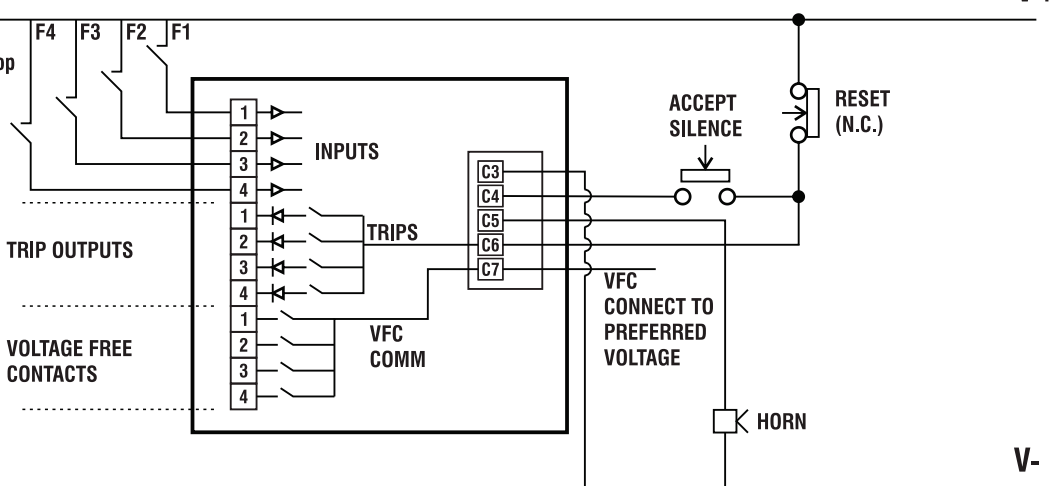 F4 F3 F2 F1
ACCEPT
SILENCE
RESET
(N.C.)
1
2
3
4
INPUTS
1
2
3
4
TRIPS
1
2
3
4
VFC
COMM
C3
C4
C5
C6
C7
TRIP OUTPUTS
VOLTAGE FREE
CONTACTS
VFC
CONNECT TO
PREFERRED
VOLTAGE
HORN
V-